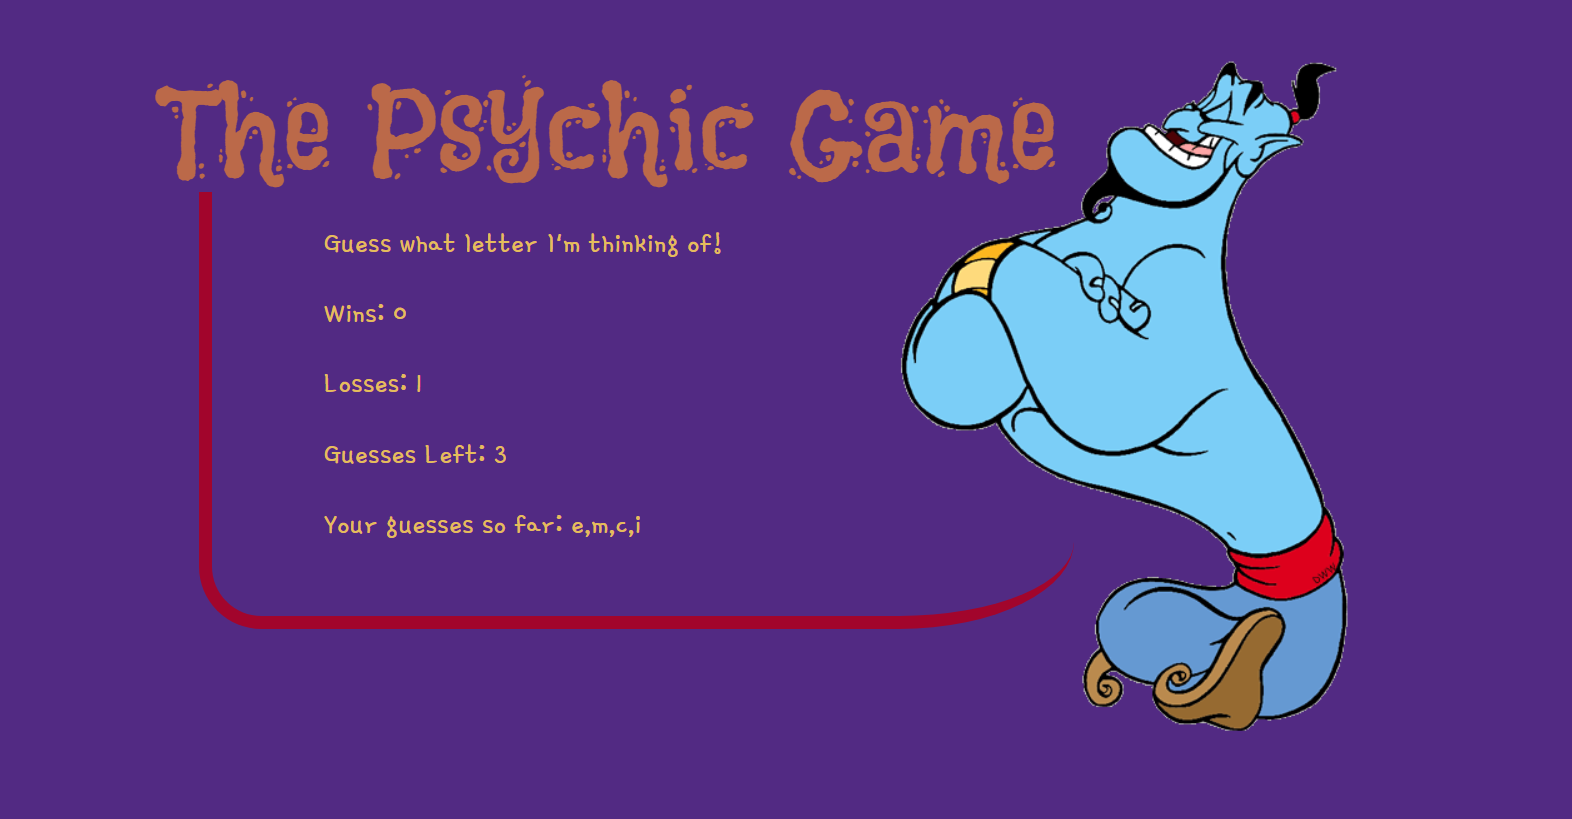 The Psychic Game
Guess what letter I'm thinking of!
Wins: 0
Losses: 1
Guesses Left: 3
Your guesses so far: e,m,c,i
DWW